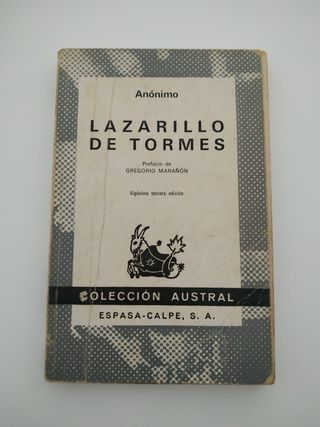 Anónimo
LAZARILLO
DE TORMES
Prefacio de
GREGORIO MARAÑÓN
Vigésima tercera edición
COLECCIÓN AUSTRAL
ESPASA-CALPE, S. A.